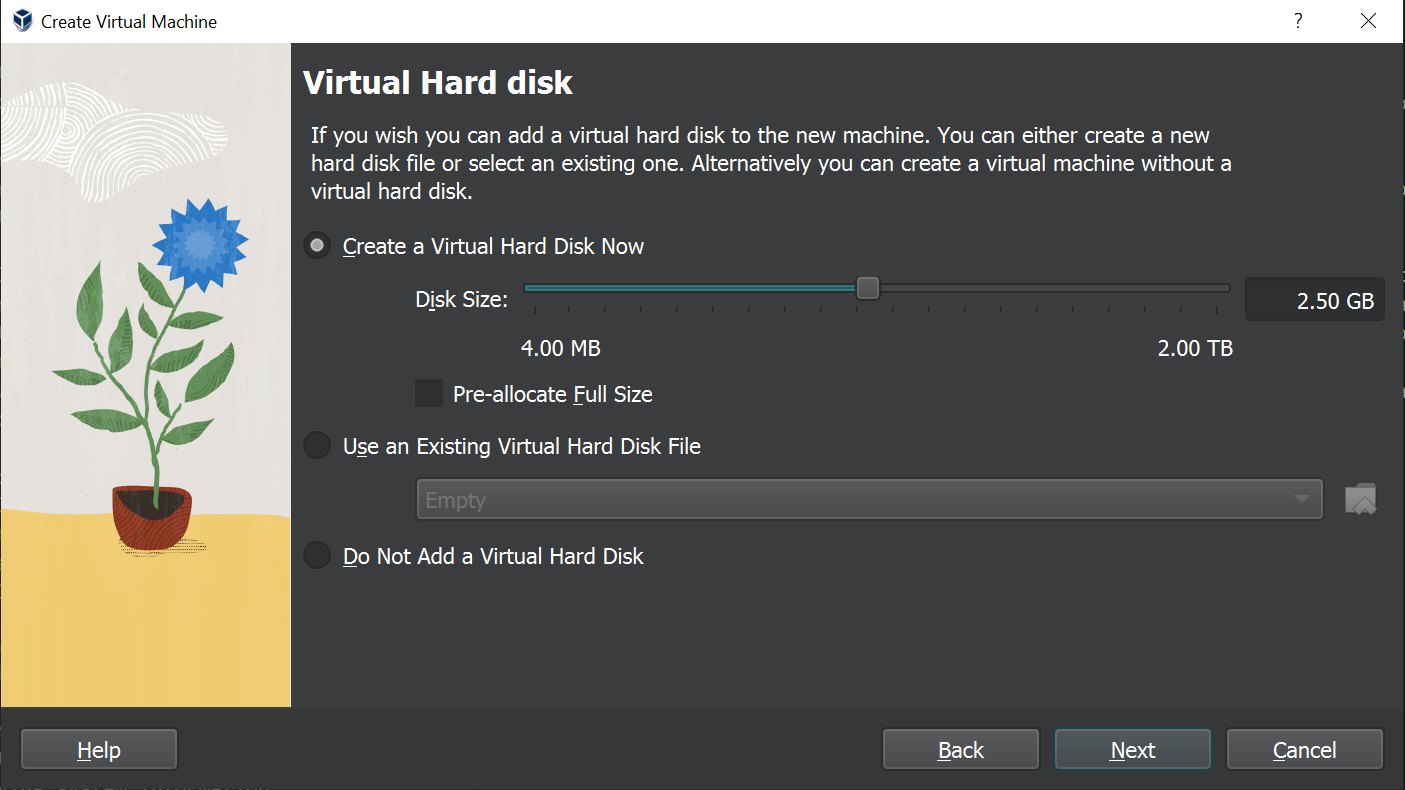 Create Virtual Machine
?
Virtual Hard disk
If you wish you can add a virtual hard disk to the new machine. You can either create a new
hard disk file or select an existing one. Alternatively you can create a virtual machine without a
virtual hard disk.
Create a Virtual Hard Disk Now
Disk Size:
2.50 GB
4.00 MB
2.00 TB
Pre-allocate Full Size
Use an Existing Virtual Hard Disk File
Empty
Do Not Add a Virtual Hard Disk
Help
Back
Next
Cancel